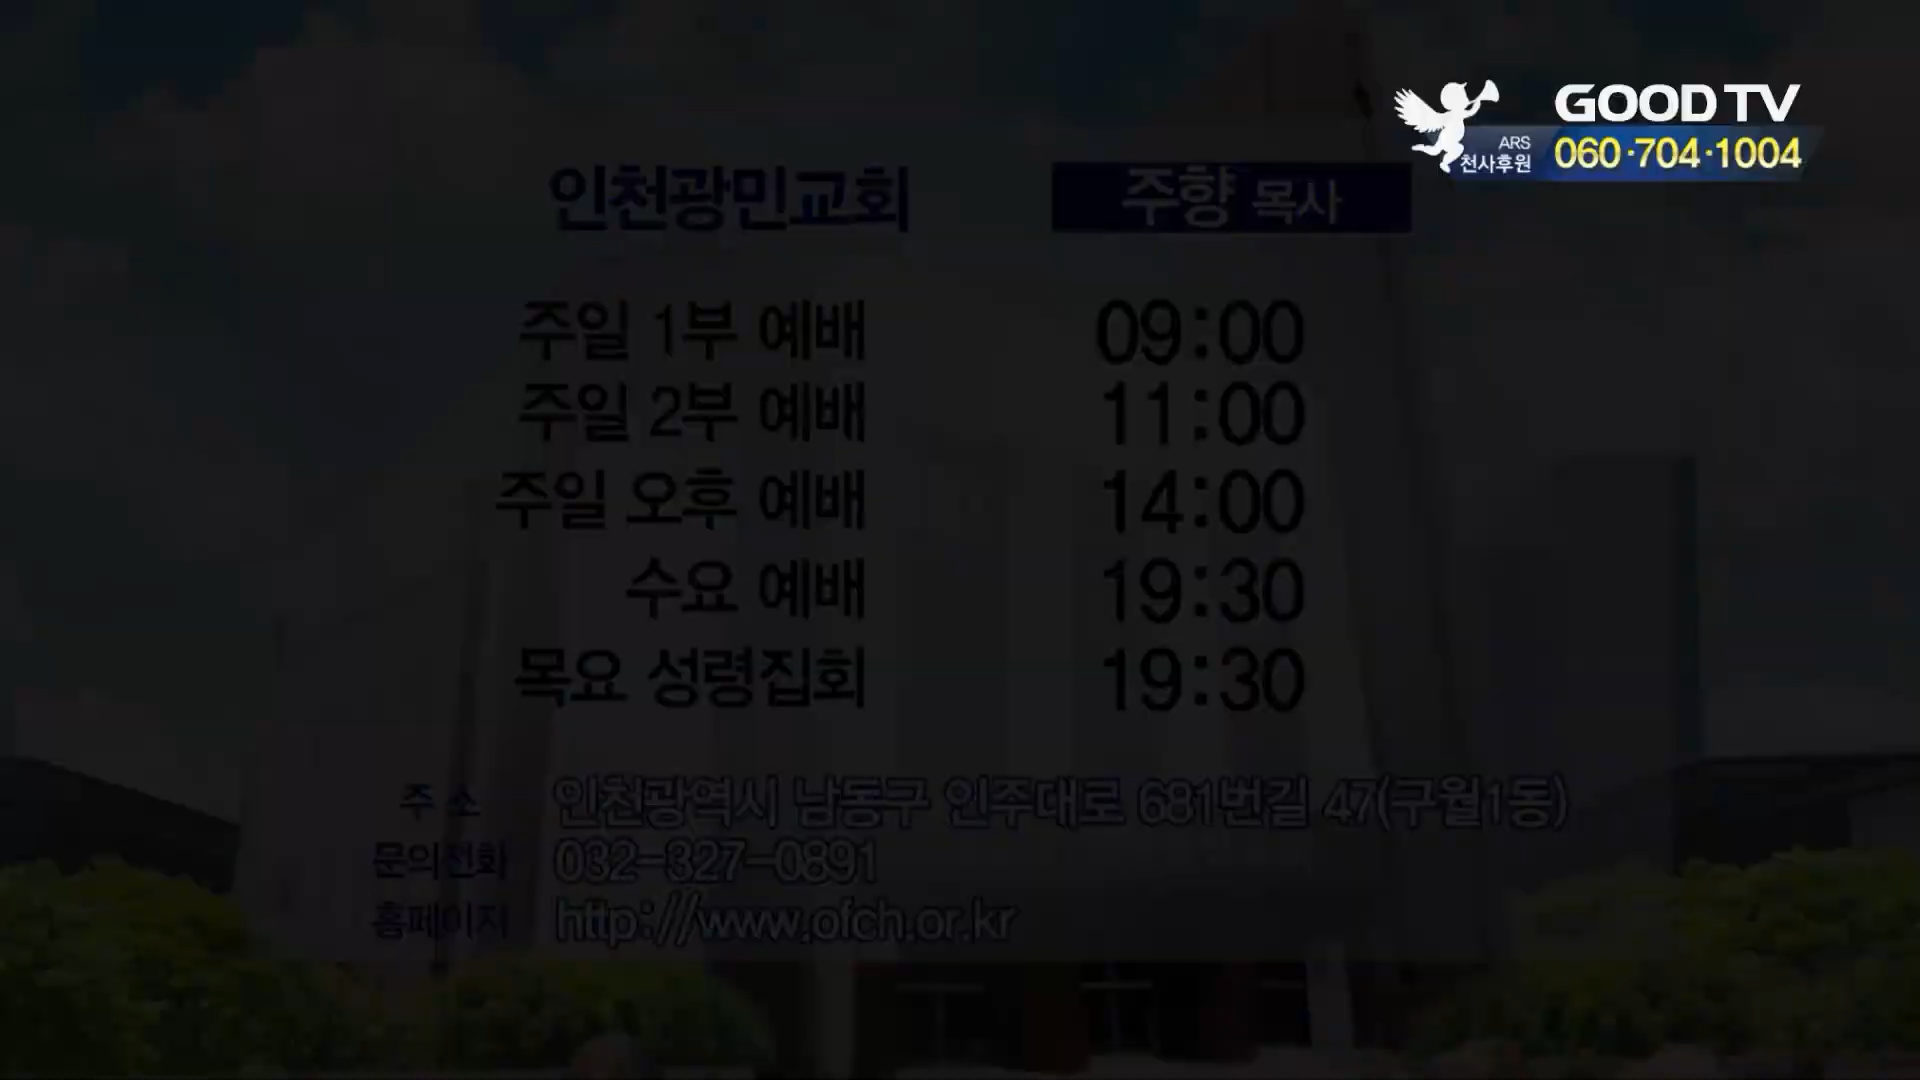 GOOD TV
ARS
천사후원 060·704·1004
인천광민교회 주향 목사
주일 1부 예배 09:00
주일 2부 예배 11:00
주일 오후 예배 14:00
수요 예배 19:30
목요 성령집회 19:30
주 소 인천광역시 남동구 인주대로 681번길 47(구월1동)
문의전화 032-327-0891
홈페이지 http://www.ofch.or.kr